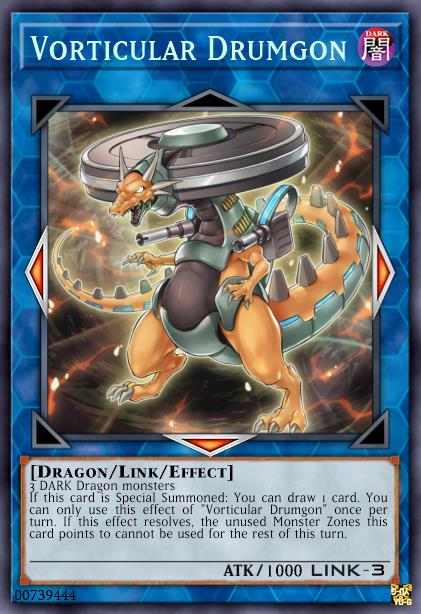 VORTICULAR DRUMGON
DARK
闇
[DRAGON/LINK/EFFECT]
3 DARK Dragon monsters
If this card is Special Summoned: You can draw 1 card. You
can only use this effect of "Vorticular Drumgon" once per
turn. If this effect resolves, the unused Monster Zones this
card points to cannot be used for the rest of this turn.
ATK/1000 LINK-3
00739444